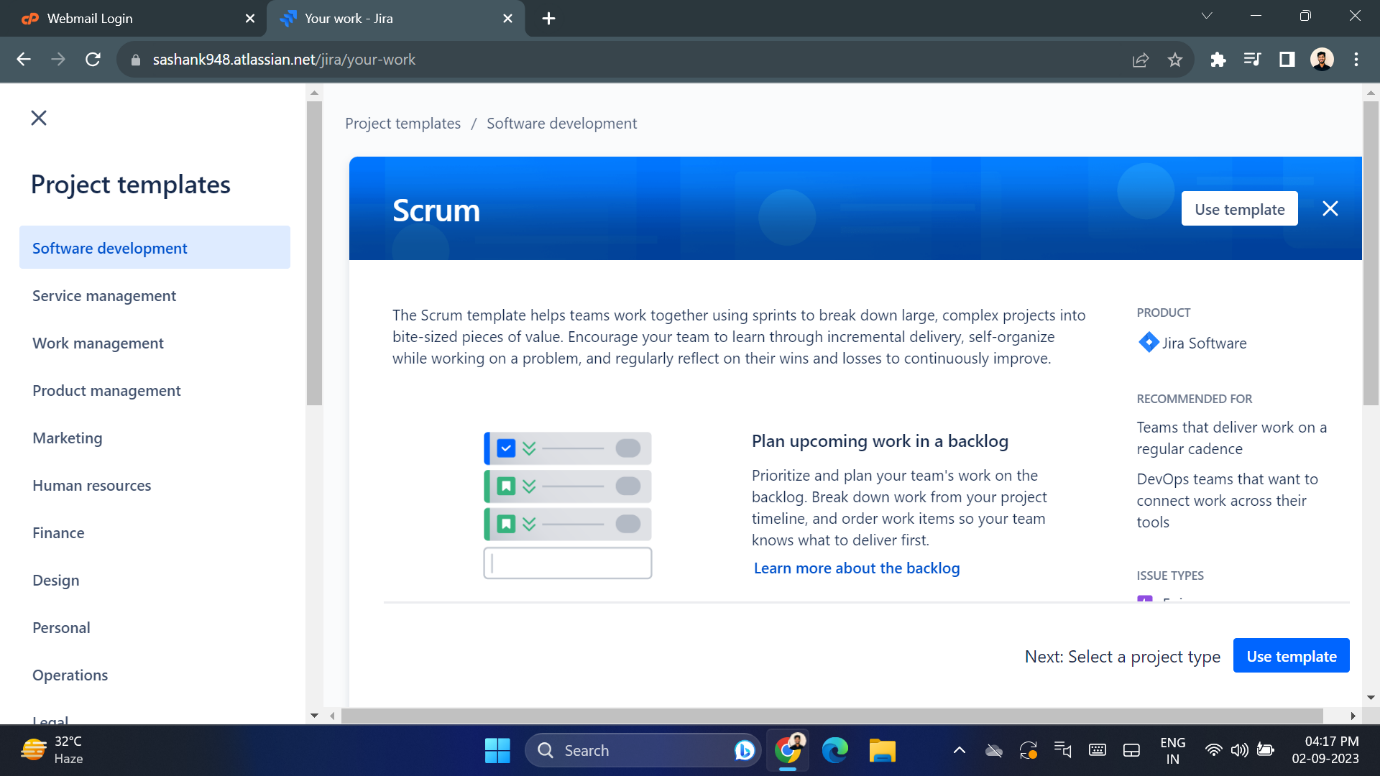 Webmail Login
Your work - Jira
sashank948.atlassian.net/jira/your-work
Project templates
Software development
Service management
Work management
Product management
Marketing
Human resources
Finance
Design
Personal
Operations
Legal
Project templates / Software development
Scrum
Use template
The Scrum template helps teams work together using sprints to break down large, complex projects into
bite-sized pieces of value. Encourage your team to learn through incremental delivery, self-organize
while working on a problem, and regularly reflect on their wins and losses to continuously improve.
Plan upcoming work in a backlog
Prioritize and plan your team's work on the
backlog. Break down work from your project
timeline, and order work items so your team
knows what to deliver first.
Learn more about the backlog
PRODUCT
Jira Software
RECOMMENDED FOR
Teams that deliver work on a
regular cadence
DevOps teams that want to
connect work across their
tools
ISSUE TYPES
Next: Select a project type
Use template
32°C
Haze
Search
ENG
IN
04:17 PM
02-09-2023